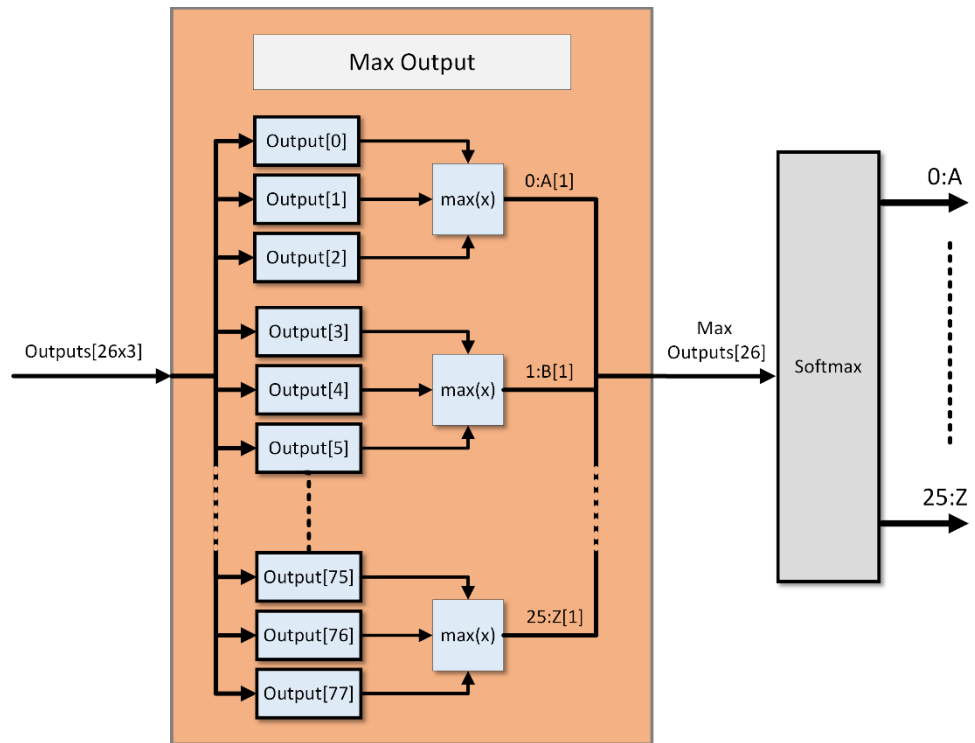 Max Output
Output[0]
Output[1]
Output[2]
max(x)
0:A[1]
Output[3]
Output[4]
Output[5]
max(x)
1:B[1]
Output[75]
Output[76]
Output[77]
max(x)
25:Z[1]
Outputs[26x3]
Max
Outputs[26]
Softmax
0:A
25:Z